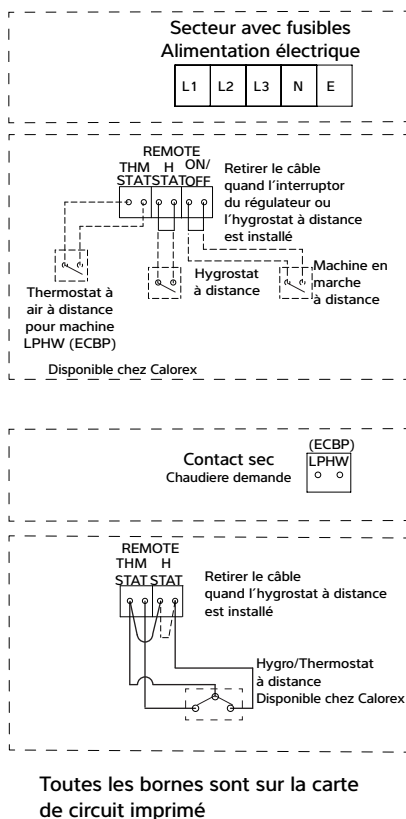 Secteur avec fusibles
Alimentation électrique
L1 L2 L3 N E
REMOTE
THM H ON/
STAT STAT OFF
Retirer le câble
quand l’interruptor
du régulateur ou
l’hygrostat à distance
est installé
Thermostat à
air à distance
pour machine
LPHW (ECBP)
Hygrostat
à distance
Machine en
marche
à distance
Disponible chez Calorex
Contact sec
Chaudiere demande
(ECBP)
LPHW
REMOTE
THM H
STAT STAT
Retirer le câble
quand l’hygrostat à distance
est installé
Hygro/Thermostat
à distance
Disponible chez Calorex
Toutes les bornes sont sur la carte
de circuit imprimé